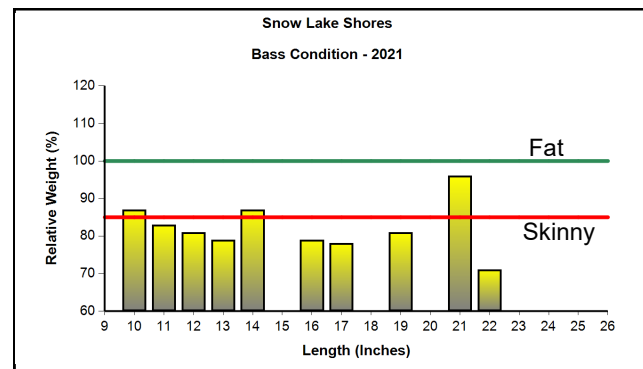 Snow Lake Shores
Bass Condition - 2021
120
110
100
90
80
70
60
Relative Weight (%)
Fat
Skinny
9 10 11 12 13 14 15 16 17 18 19 20 21 22 23 24 25 26
Length (Inches)